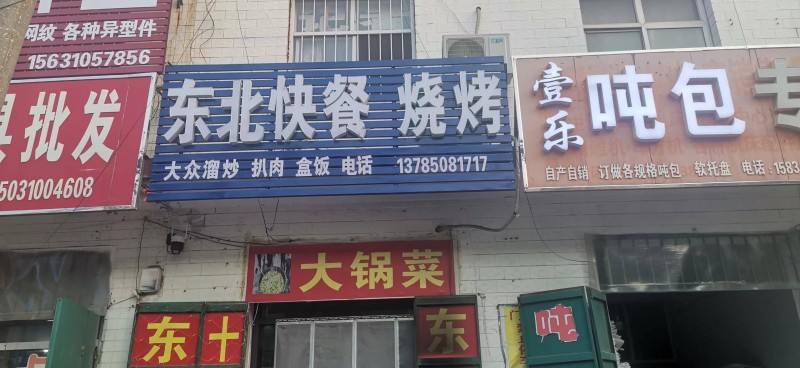 网纹 各种异型件
15631057856
具批发
5031004608
东北快餐 烧烤
大众溜炒 扒肉 盒饭 电话 13785081717
壹乐
吨包专
自产自销 订做各规格吨包 软托盘 电话:1583
大锅菜
东
东
吨